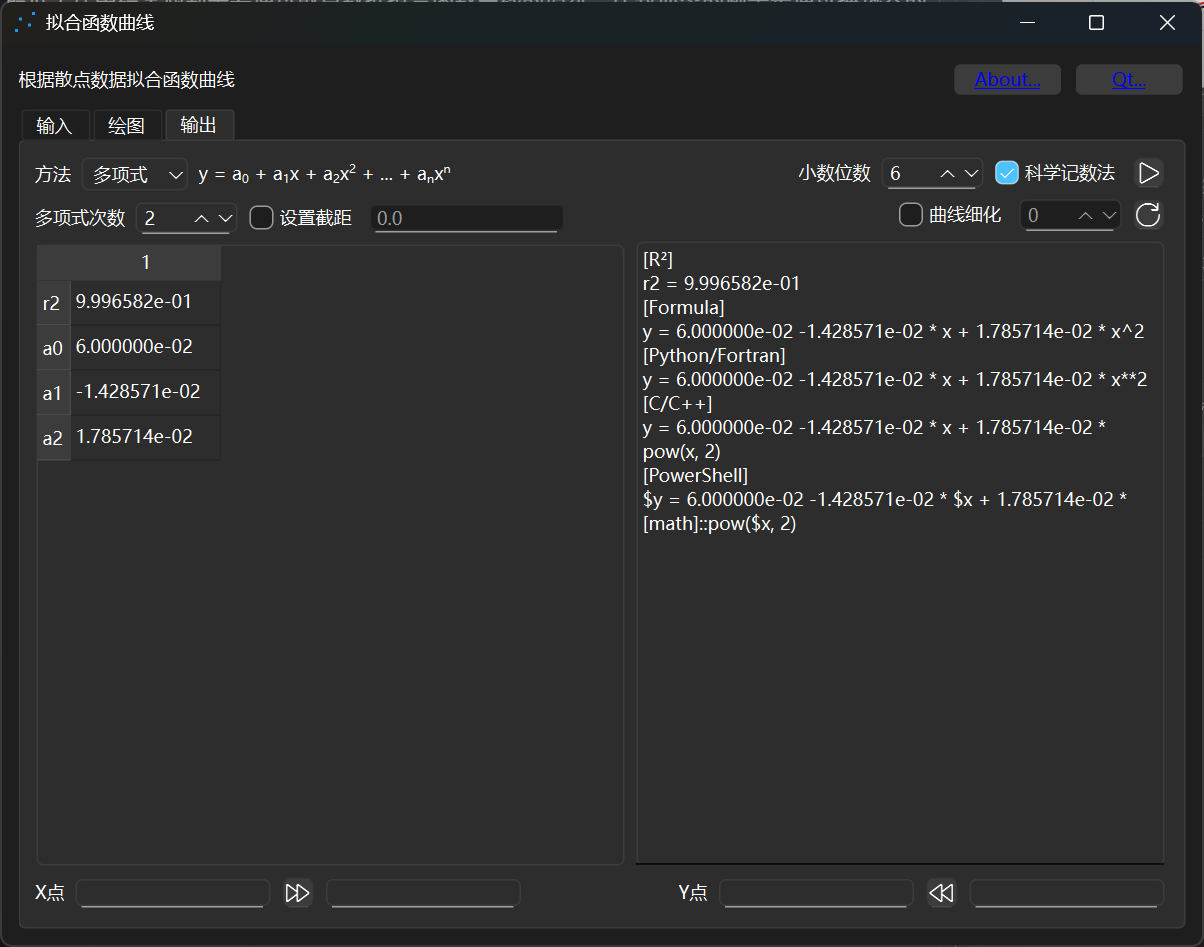 拟合函数曲线
根据散点数据拟合函数曲线
About...
Qt...
输入
绘图
输出
方法
多项式
y = a₀ + a₁x + a₂x² + ... + aₙxⁿ
小数位数
6
科学记数法
多项式次数
2
设置截距
0.0
曲线细化
0
1
r2 9.996582e-01
a0 6.000000e-02
a1 -1.428571e-02
a2 1.785714e-02
[R²]
r2 = 9.996582e-01
[Formula]
y = 6.000000e-02 -1.428571e-02 * x + 1.785714e-02 * x^2
[Python/Fortran]
y = 6.000000e-02 -1.428571e-02 * x + 1.785714e-02 * x**2
[C/C++]
y = 6.000000e-02 -1.428571e-02 * x + 1.785714e-02 *
pow(x, 2)
[PowerShell]
$y = 6.000000e-02 -1.428571e-02 * $x + 1.785714e-02 *
[math]::pow($x, 2)
X点
Y点